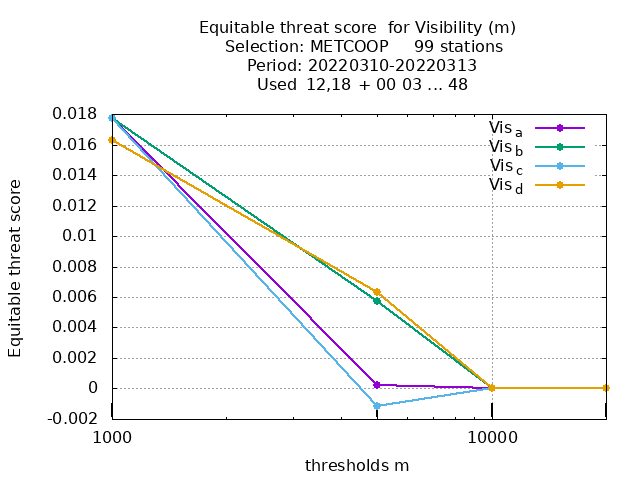 Equitable threat score  for Visibility (m)
Selection: METCOOP     99 stations
Period: 20220310-20220313
Used  12,18 + 00 03 ... 48
Vis a
Vis b
Vis c
Vis d
0.018
0.016
0.014
0.012
0.01
0.008
0.006
0.004
0.002
0
-0.002
Equitable threat score
1000
10000
thresholds m